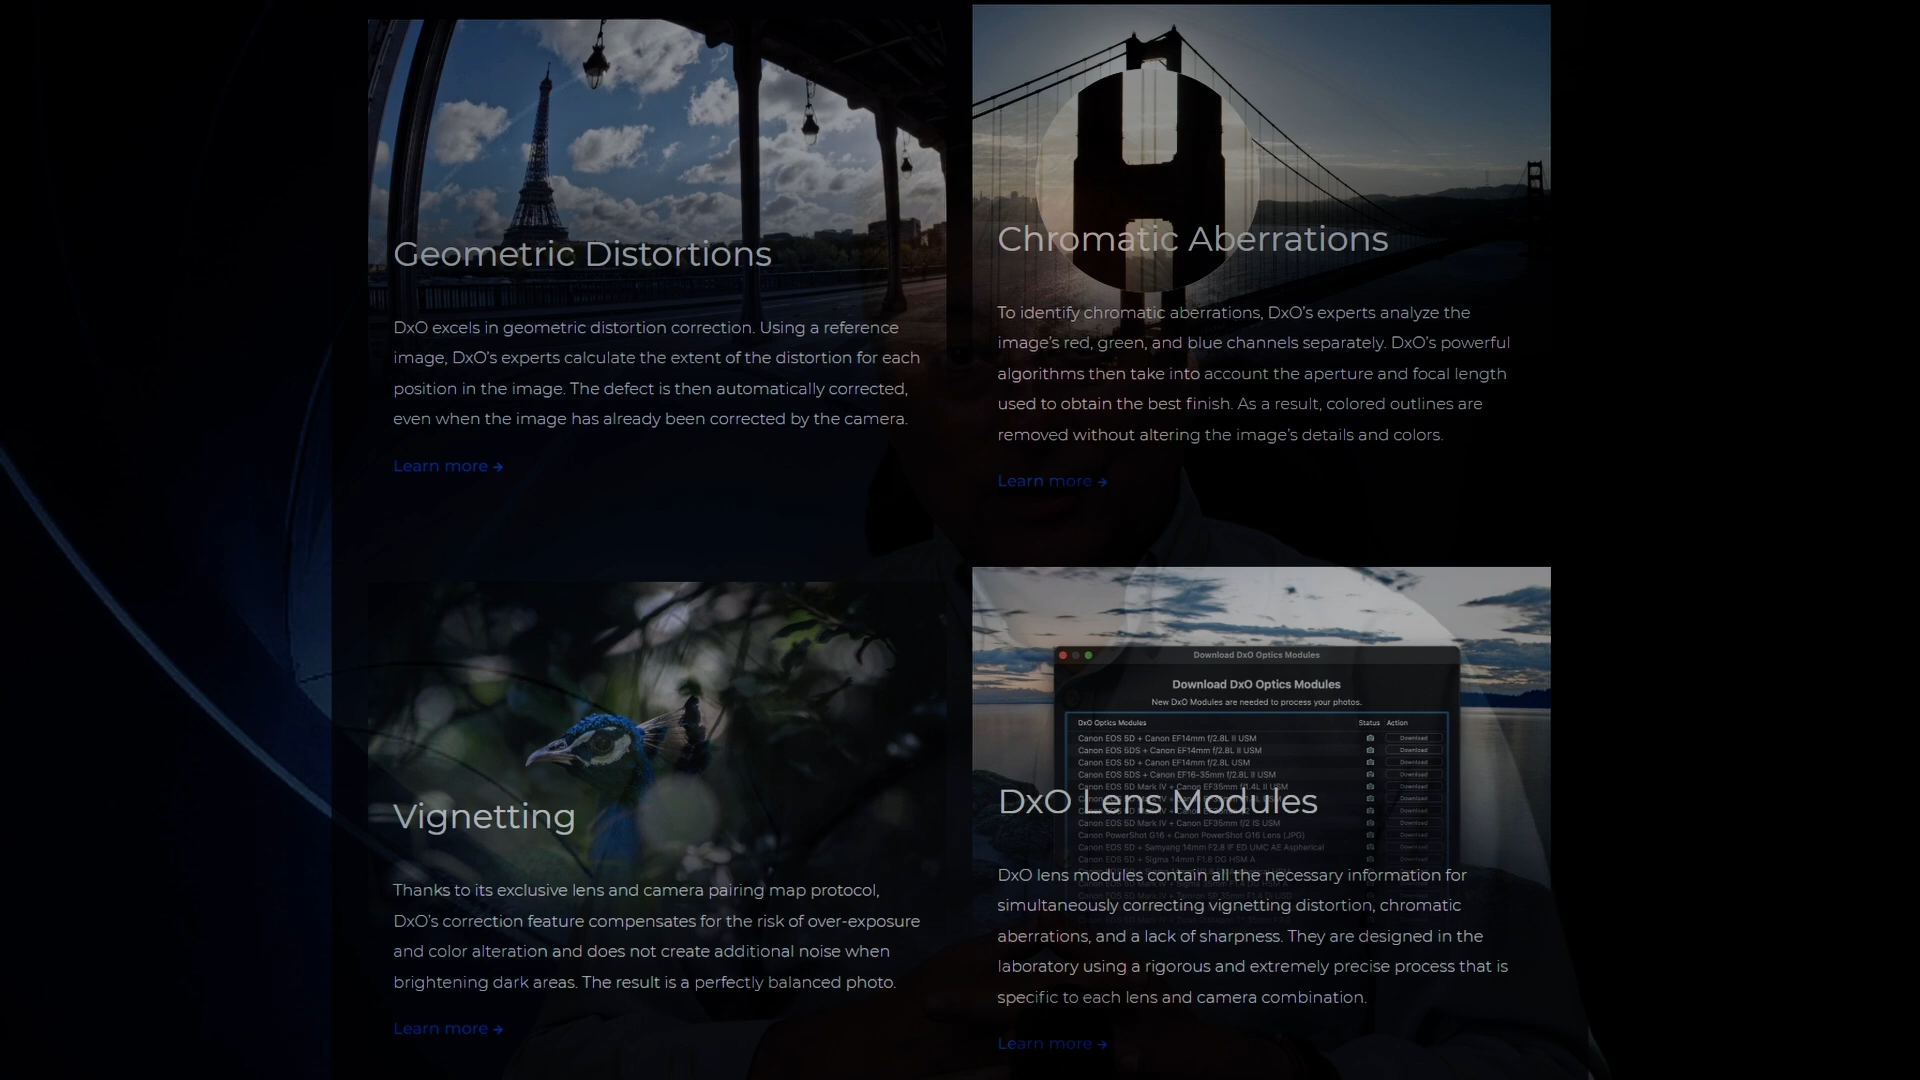 Geometric Distortions
DxO excels in geometric distortion correction. Using a reference
image, DxO's experts calculate the extent of the distortion for each
position in the image. The defect is then automatically corrected,
even when the image has already been corrected by the camera.
Learn more →
Chromatic Aberrations
To identify chromatic aberrations, DxO's experts analyze the
image's red, green, and blue channels separately. DxO's powerful
algorithms then take into account the aperture and focal length
used to obtain the best finish. As a result, colored outlines are
removed without altering the image's details and colors.
Learn more →
Vignetting
Thanks to its exclusive lens and camera pairing map protocol,
DxO's correction feature compensates for the risk of over-exposure
and color alteration and does not create additional noise when
brightening dark areas. The result is a perfectly balanced photo.
Learn more →
Download DxO Optics Modules
Download DxO Optics Modules
New DxO Modules are needed to process your photos.
DxO Optics Modules Status Action
Canon EOS 5D + Canon EF14mm f/2.8L II USM Download
Canon EOS 5DS + Canon EF14mm f/2.8L II USM Download
Canon EOS 5D + Canon EF14mm f/2.8L USM Download
Canon EOS 5DS + Canon EF16-35mm f/2.8L II USM Download
Canon EOS 5D Mark IV + Canon EF35mm f/1.4L II USM Download
Download
Download
Canon EOS 5D Mark IV + Canon EF35mm f/2 IS USM Download
Canon PowerShot G16 + Canon PowerShot G16 Lens (JPG) Download
Canon EOS 5D + Samyang 14mm F2.8 IF ED UMC AE Aspherical Download
Canon EOS 5D + Sigma 14mm F1.8 DG HSM A Download
DxO Lens Modules
DxO lens modules contain all the necessary information for
simultaneously correcting vignetting distortion, chromatic
aberrations, and a lack of sharpness. They are designed in the
laboratory using a rigorous and extremely precise process that is
specific to each lens and camera combination.
Learn more →